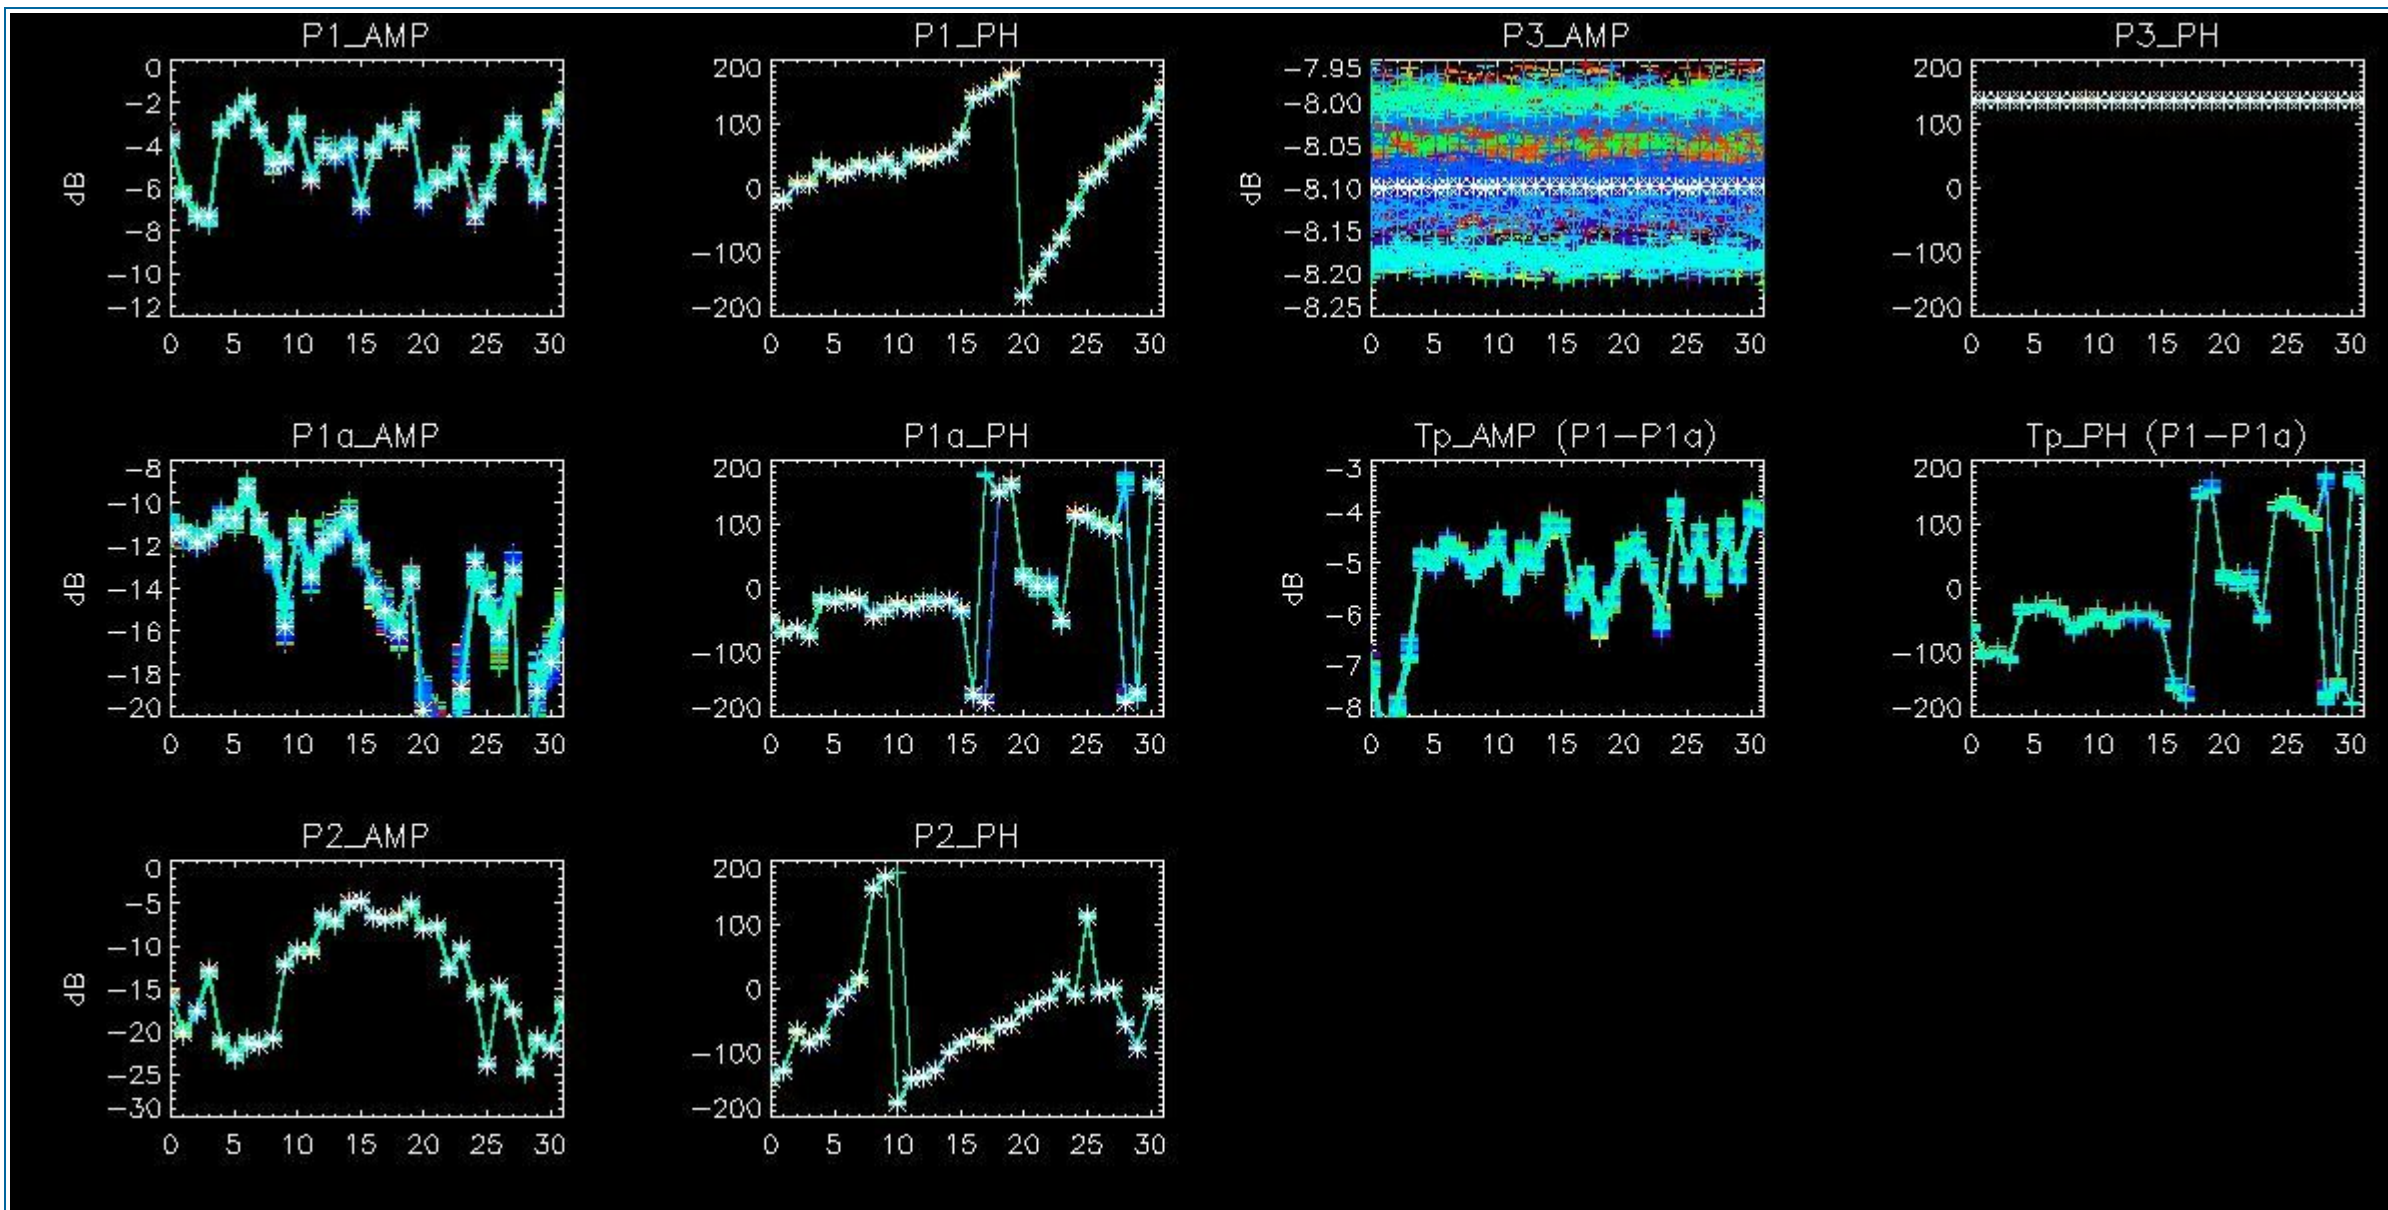 P1_AMP P1_PH P3_AMP P3_PH
0 200 -7.95 200
-2 100 -8.00 100
-4 0 -8.05 0
-6 -100 -8.10 -100
-8 -200 -8.15 -200
-10 -8.20
-12 -8.25
dB dB
0 5 10 15 20 25 30 0 5 10 15 20 25 30 0 5 10 15 20 25 30 0 5 10 15 20 25 30
P1a_AMP P1a_PH Tp_AMP (P1-P1a) Tp_PH (P1-P1a)
-8 200 -3 200
-10 100 -4 100
-12 0 -5 0
-14 -100 -6 -100
-16 -200 -7 -200
-18 -8
-20
dB dB
0 5 10 15 20 25 30 0 5 10 15 20 25 30 0 5 10 15 20 25 30 0 5 10 15 20 25 30
P2_AMP P2_PH
0 200
-5 100
-10 0
-15 -100
-20 -200
-25
-30
dB
0 5 10 15 20 25 30 0 5 10 15 20 25 30